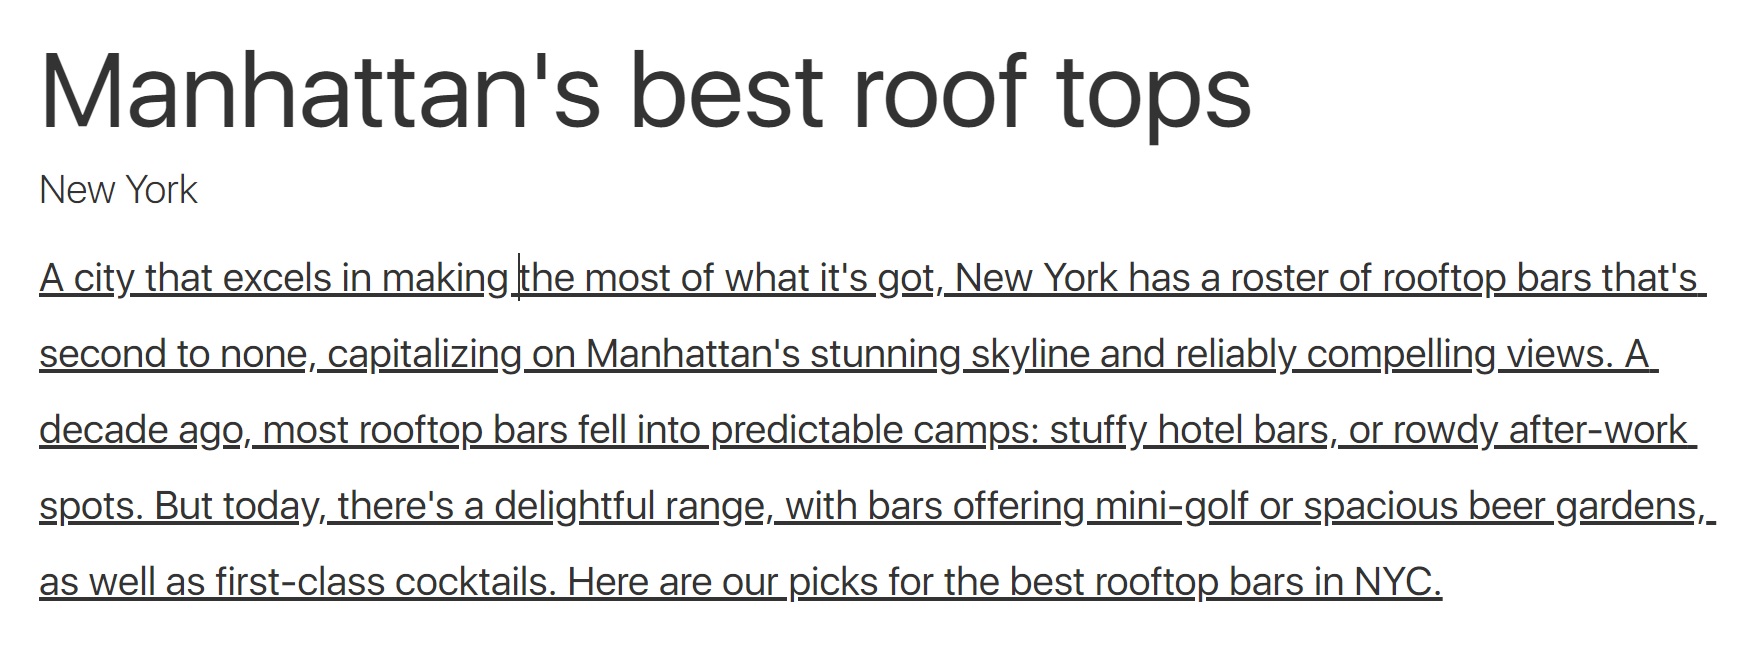 Manhattan's best roof tops
New York
A city that excels in making the most of what it's got, New York has a roster of rooftop bars that's
second to none, capitalizing on Manhattan's stunning skyline and reliably compelling views. A
decade ago, most rooftop bars fell into predictable camps: stuffy hotel bars, or rowdy after-work
spots. But today, there's a delightful range, with bars offering mini-golf or spacious beer gardens,
as well as first-class cocktails. Here are our picks for the best rooftop bars in NYC.